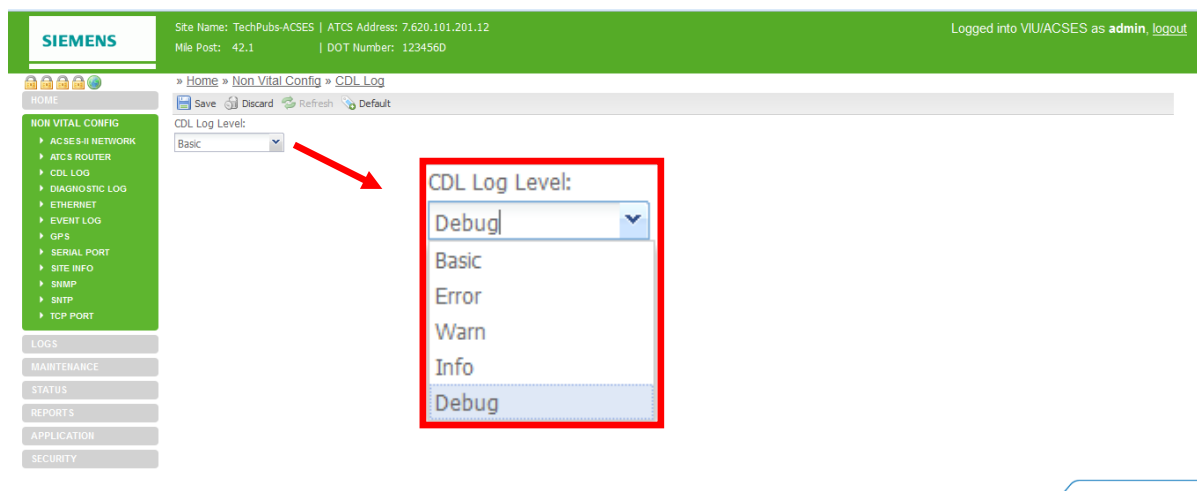 SIEMENS
Site Name: TechPubs-ACSES | ATCS Address: 7.620.101.201.12
Mile Post: 42.1 | DOT Number: 123456D
Logged into VIU/ACSES as admin, logout
» Home » Non Vital Config » CDL Log
Save Discard Refresh Default
HOME
NON VITAL CONFIG
ACSES-II NETWORK
ATCS ROUTER
CDL LOG
DIAGNOSTIC LOG
ETHERNET
EVENT LOG
GPS
SERIAL PORT
SITE INFO
SNMP
SNTP
TCP PORT
LOGS
MAINTENANCE
STATUS
REPORTS
APPLICATION
SECURITY
CDL Log Level:
Basic
CDL Log Level:
Debug
Basic
Error
Warn
Info
Debug